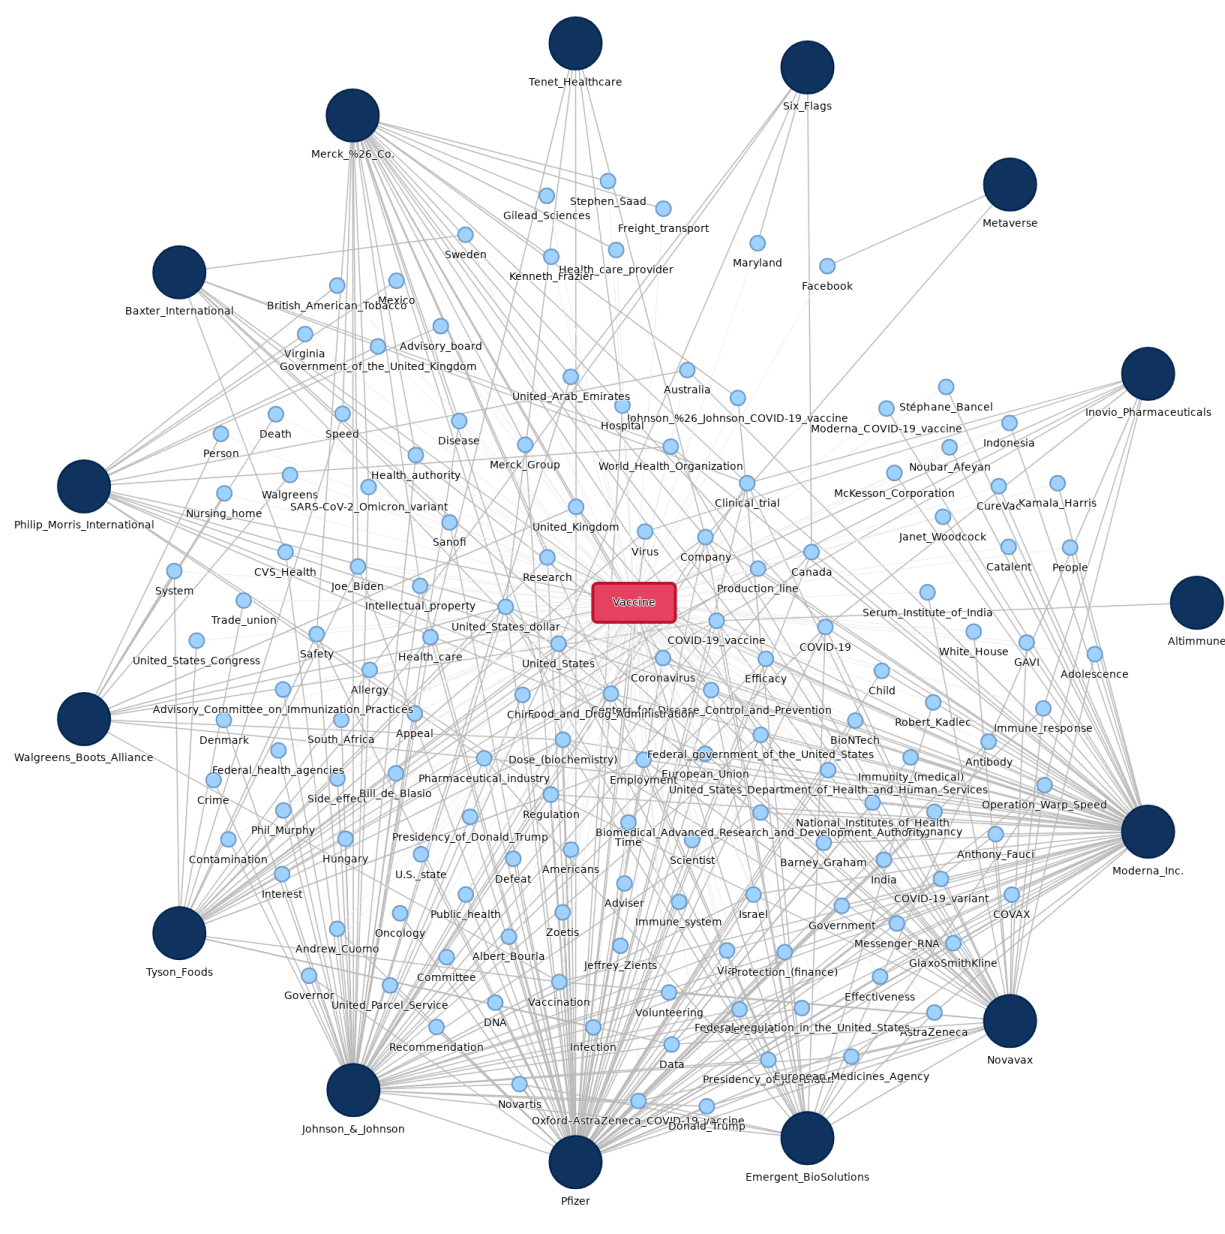 Tenet_Healthcare
Six_Flags
Merck_%26_Co.
Stephen_Saad
Gilead_Sciences
Metaverse
Freight_transport
Sweden
Maryland
Health_care_provider
Kenneth_Frazier
Facebook
Mexico
British_American_Tobacco
Baxter_International
Advisory_board
Virginia
Government_of_the_United_Kingdom
Australia
United_Arab_Emirates
Stéphane_Bancel
Inovio_Pharmaceuticals
Johnson_%26_Johnson_COVID-19_vaccine
Hospital
Moderna_COVID-19_vaccine
Death
Speed
Disease
Indonesia
Person
Merck_Group
World_Health_Organization
Noubar_Afeyan
Health_authority
Walgreens
McKesson_Corporation
Clinical_trial
Kamala_Harris
CureVac
SARS-CoV-2_Omicron_variant
Nursing_home
Philip_Morris_International
United_Kingdom
Janet_Woodcock
Sanofi
Virus
Company
Catalent
People
CVS_Health
Canada
Research
Joe_Biden
Production_line
System
Vaccine
Intellectual_property
Serum_Institute_of_India
Trade_union
United_States_dollar
COVID-19_vaccine
Altimmune
COVID-19
White_House
Safety
Health_care
United_States_Congress
United_States
GAVI
Adolescence
Coronavirus
Efficacy
Allergy
Child
Advisory_Committee_on_Immunization_Practices
Food_and_Drug_Administration
Centers_for_Disease_Control_and_Prevention
Robert_Kadlec
Immune_response
Denmark
South_Africa
Appeal
BioNTech
Federal_government_of_the_United_States
Walgreens_Boots_Alliance
Dose_(biochemistry)
Antibody
Federal_health_agencies
European_Union
Pharmaceutical_industry
Employment
Immunity_(medical)
United_States_Department_of_Health_and_Human_Services
Bill_de_Blasio
Side_effect
Crime
Operation_Warp_Speed
Regulation
National_Institutes_of_Health
Phil_Murphy
Biomedical_Advanced_Research_and_Development_Authority
Presidency_of_Donald_Trump
Time
Anthony_Fauci
Contamination
Hungary
Scientist
Barney_Graham
Americans
Moderna_Inc.
U.S._state
Defeat
India
Interest
COVID-19_variant
Adviser
Public_health
Israel
COVAX
Immune_system
Government
Oncology
Zoetis
Andrew_Cuomo
Messenger_RNA
Albert_Bourla
GlaxoSmithKline
Jeffrey_Zients
Tyson_Foods
Protection_(finance)
Committee
Governor
Effectiveness
Vaccination
United_Parcel_Service
Volunteering
DNA
Federal_regulation_in_the_United_States
AstraZeneca
Recommendation
Infection
Novavax
Data
European_Medicines_Agency
Novartis
Oxford-AstraZeneca_COVID-19_vaccine
Donald_Trump
Johnson_&_Johnson
Emergent_BioSolutions
Pfizer